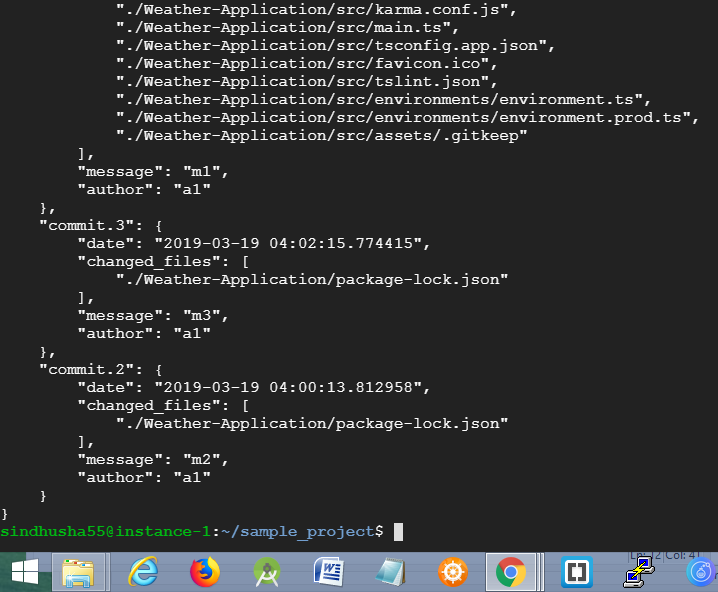 "./Weather-Application/src/karma.conf.js",
"./Weather-Application/src/main.ts",
"./Weather-Application/src/tsconfig.app.json",
"./Weather-Application/src/favicon.ico",
"./Weather-Application/src/tslint.json",
"./Weather-Application/src/environments/environment.ts",
"./Weather-Application/src/environments/environment.prod.ts",
"./Weather-Application/src/assets/.gitkeep"
],
"message": "m1",
"author": "a1"
},
"commit.3": {
"date": "2019-03-19 04:02:15.774415",
"changed_files": [
"./Weather-Application/package-lock.json"
],
"message": "m3",
"author": "a1"
},
"commit.2": {
"date": "2019-03-19 04:00:13.812958",
"changed_files": [
"./Weather-Application/package-lock.json"
],
"message": "m2",
"author": "a1"
}
}
sindhusha55@instance-1:~/sample_project$